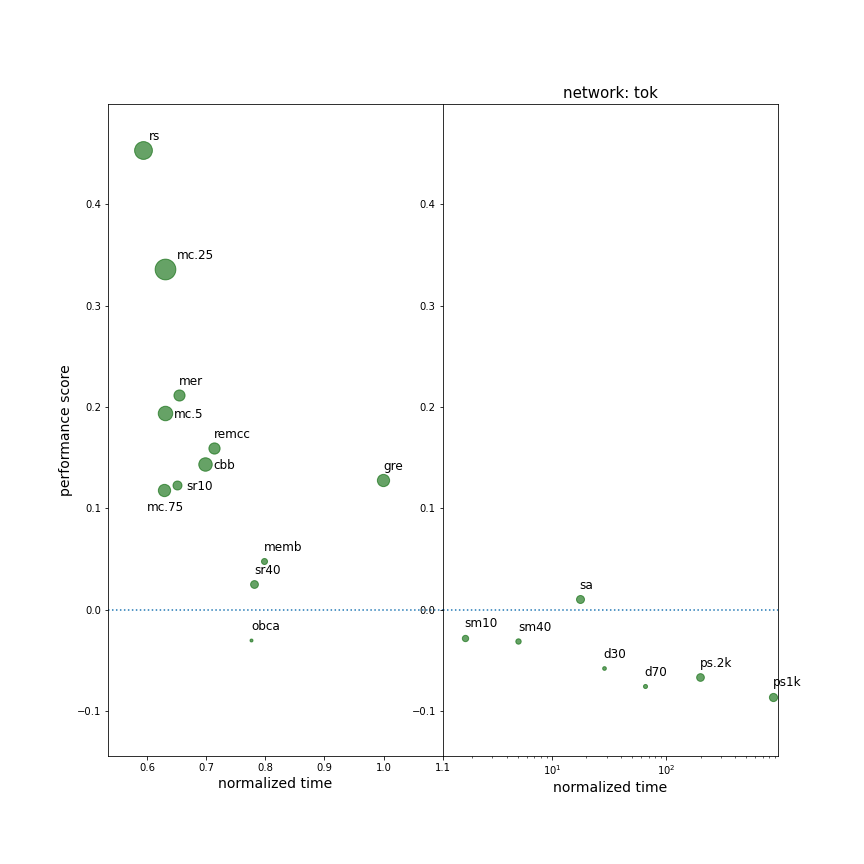 network: tok
rs
mc.25
mer
mc.5
remcc
cbb
sr10
mc.75
gre
memb
sr40
obca
sa
sm10
sm40
d30
d70
ps.2k
ps1k
performance score
0.4
0.3
0.2
0.1
0.0
−0.1
0.4
0.3
0.2
0.1
0.0
−0.1
0.6 0.7 0.8 0.9 1.0 1.1
10¹ 10²
normalized time
normalized time